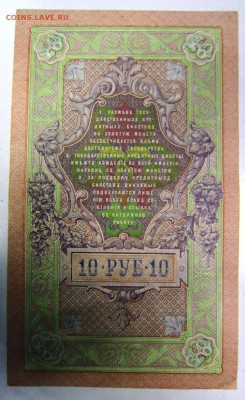 COINS.LAVE.RU
1. РАЗМѢНЪ ГОСУ-
ДАРСТВЕННЫХЪ КРЕ-
ДИТНЫХЪ БИЛЕТОВЪ
НА ЗОЛОТУЮ МОНЕТУ
ОБЕЗПЕЧИВАЕТСЯ ВСѢМЪ
ДОСТОЯНІЕМЪ ГОСУДАРСТВА.
2. ГОСУДАРСТВЕННЫЕ КРЕДИТНЫЕ БИЛЕТЫ
ИМѢЮТЪ ХОЖДЕНІЕ ВО ВСЕЙ ИМПЕРІИ
НАРАВНѢ СЪ ЗОЛОТОЮ МОНЕТОЮ.
3. ЗА ПОДДѢЛКУ КРЕДИТНЫХЪ
БИЛЕТОВЪ ВИНОВНЫЕ
ПОДВЕРГАЮТСЯ ЛИШЕ-
НІЮ ВСѢХЪ ПРАВЪ СО-
СТОЯНІЯ И ССЫЛКѢ
ВЪ КАТОРЖНУЮ
РАБОТУ.
10·РУБ·10